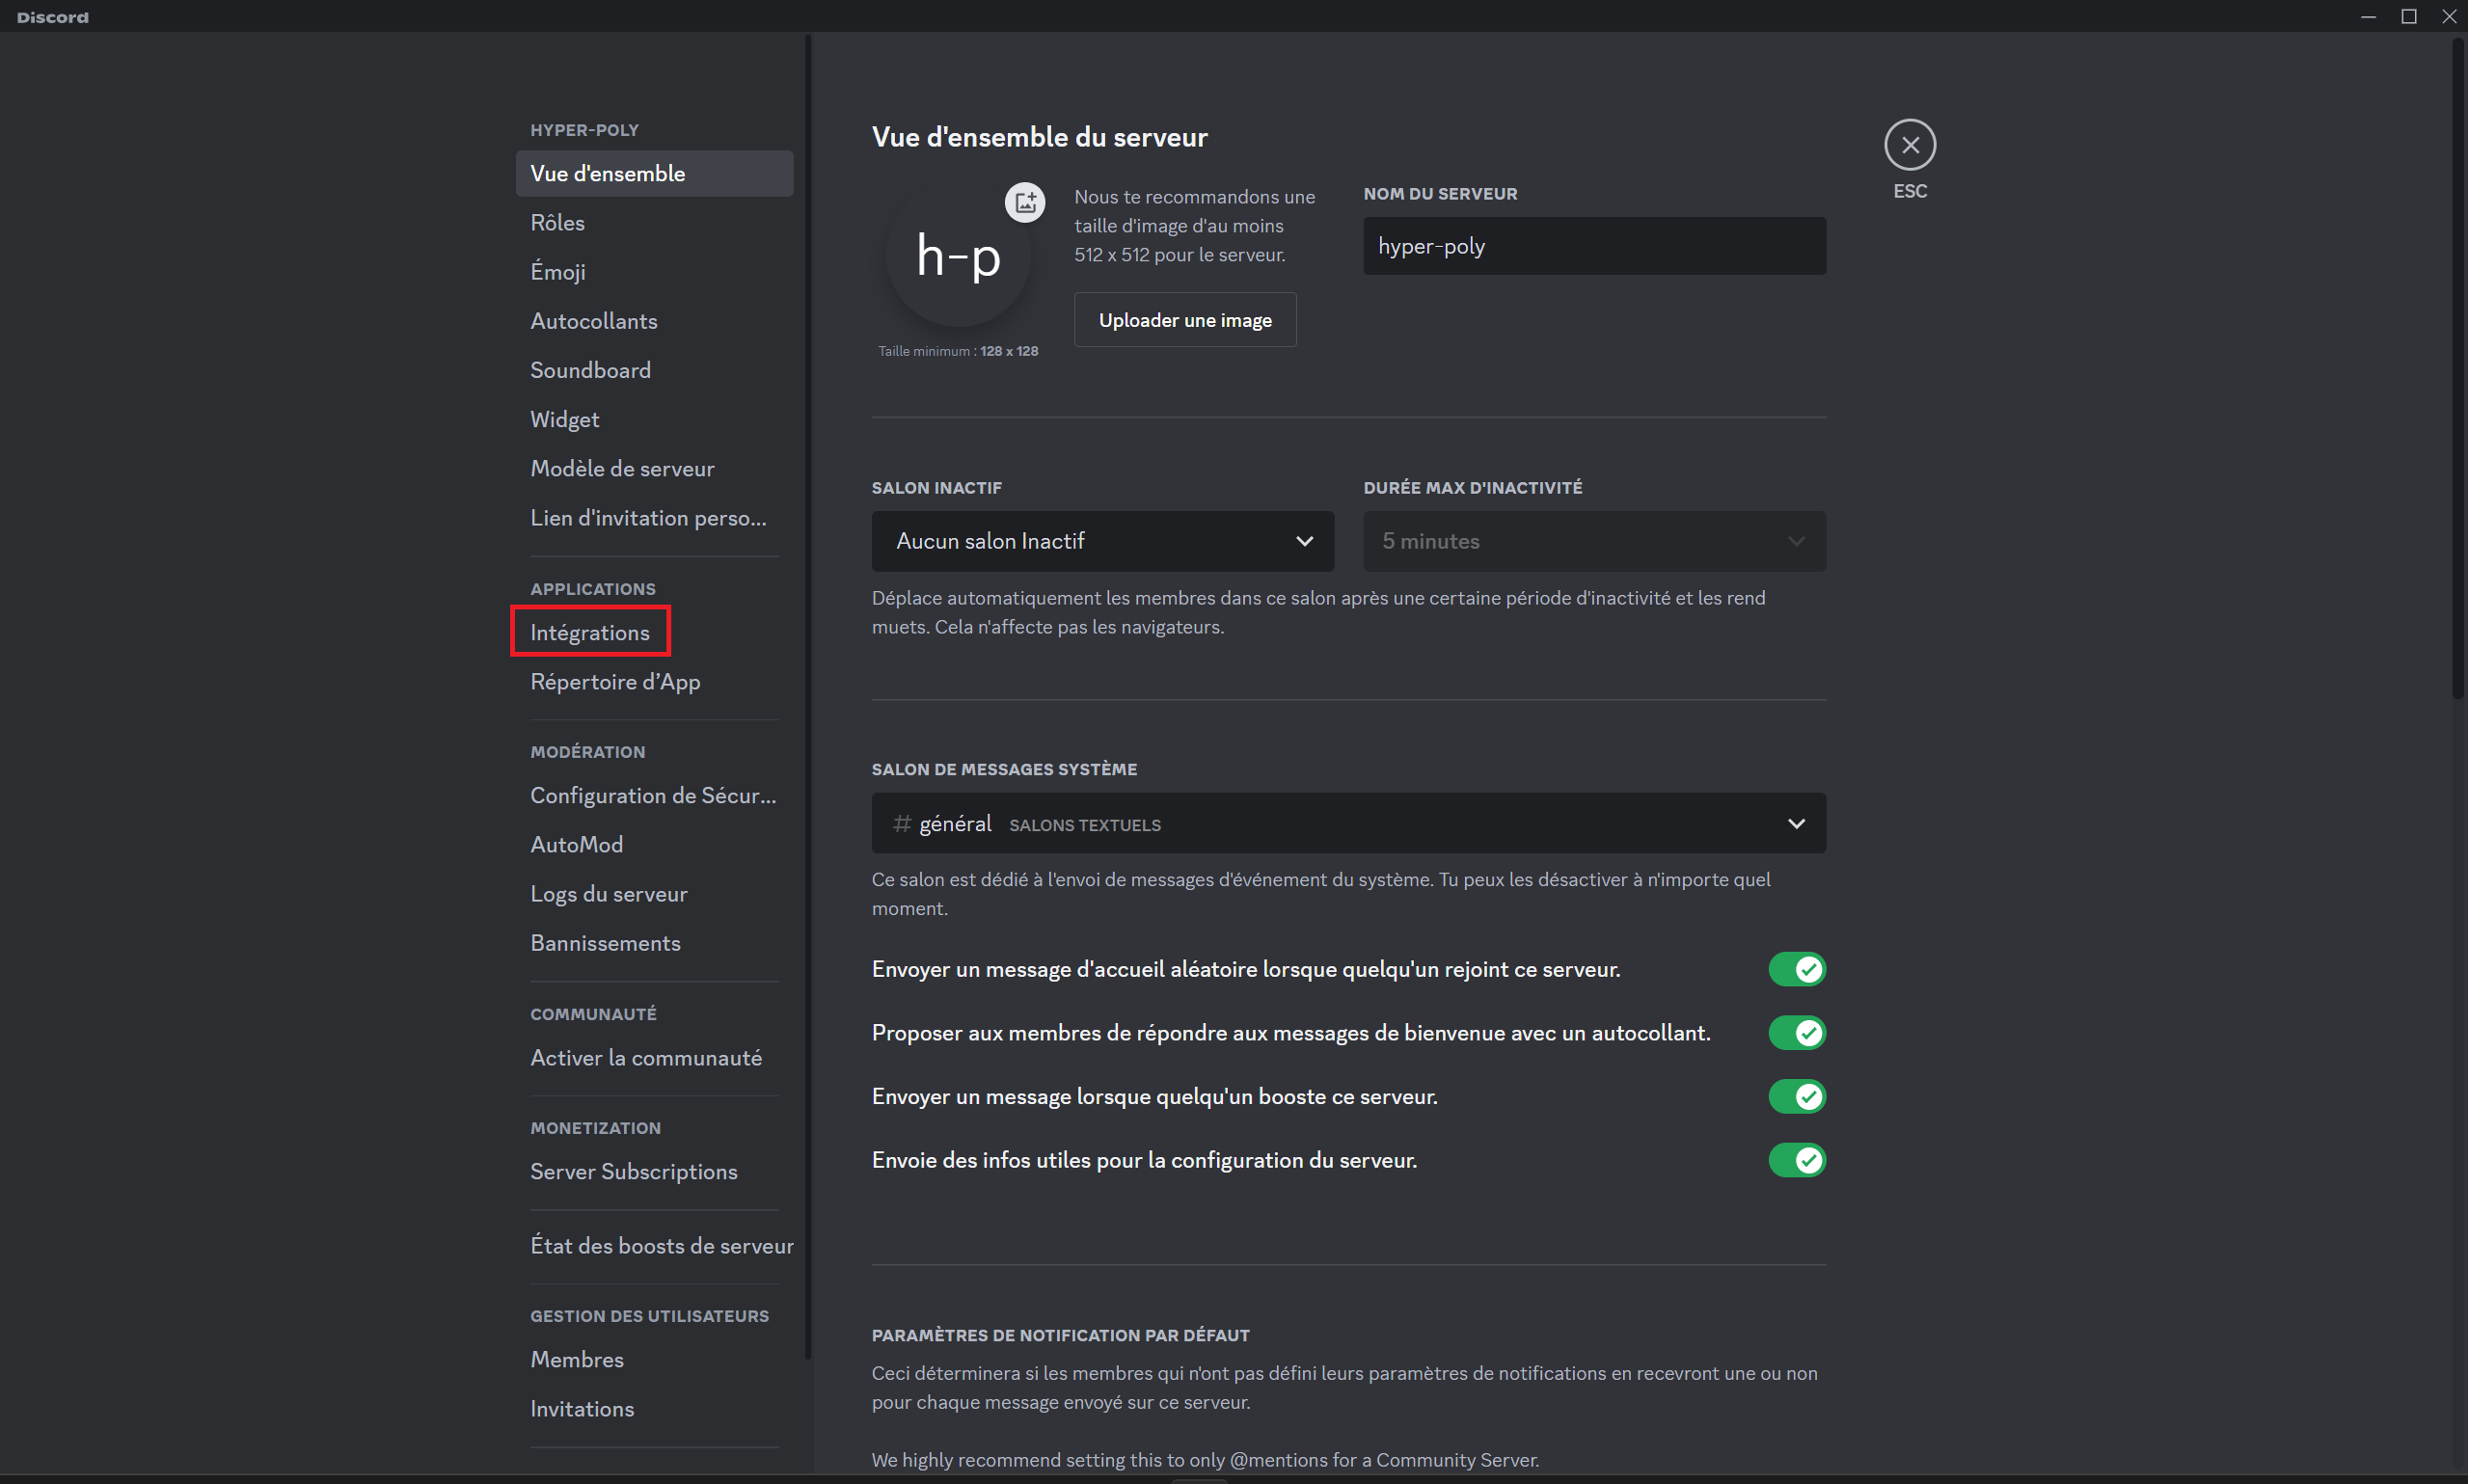 Discord
HYPER-POLY
Vue d'ensemble
Rôles
Émoji
Autocollants
Soundboard
Widget
Modèle de serveur
Lien d'invitation perso...
APPLICATIONS
Intégrations
Répertoire d’App
MODÉRATION
Configuration de Sécur...
AutoMod
Logs du serveur
Bannissements
COMMUNAUTÉ
Activer la communauté
MONETIZATION
Server Subscriptions
État des boosts de serveur
GESTION DES UTILISATEURS
Membres
Invitations
Vue d'ensemble du serveur
h-p
Taille minimum : 128 x 128
Nous te recommandons une
taille d'image d'au moins
512 x 512 pour le serveur.
Uploader une image
NOM DU SERVEUR
hyper-poly
ESC
SALON INACTIF
Aucun salon Inactif
DURÉE MAX D'INACTIVITÉ
5 minutes
Déplace automatiquement les membres dans ce salon après une certaine période d'inactivité et les rend
muets. Cela n'affecte pas les navigateurs.
SALON DE MESSAGES SYSTÈME
# général SALONS TEXTUELS
Ce salon est dédié à l'envoi de messages d'événement du système. Tu peux les désactiver à n'importe quel
moment.
Envoyer un message d'accueil aléatoire lorsque quelqu'un rejoint ce serveur.
Proposer aux membres de répondre aux messages de bienvenue avec un autocollant.
Envoyer un message lorsque quelqu'un booste ce serveur.
Envoie des infos utiles pour la configuration du serveur.
PARAMÈTRES DE NOTIFICATION PAR DÉFAUT
Ceci déterminera si les membres qui n'ont pas défini leurs paramètres de notifications en recevront une ou non
pour chaque message envoyé sur ce serveur.
We highly recommend setting this to only @mentions for a Community Server.